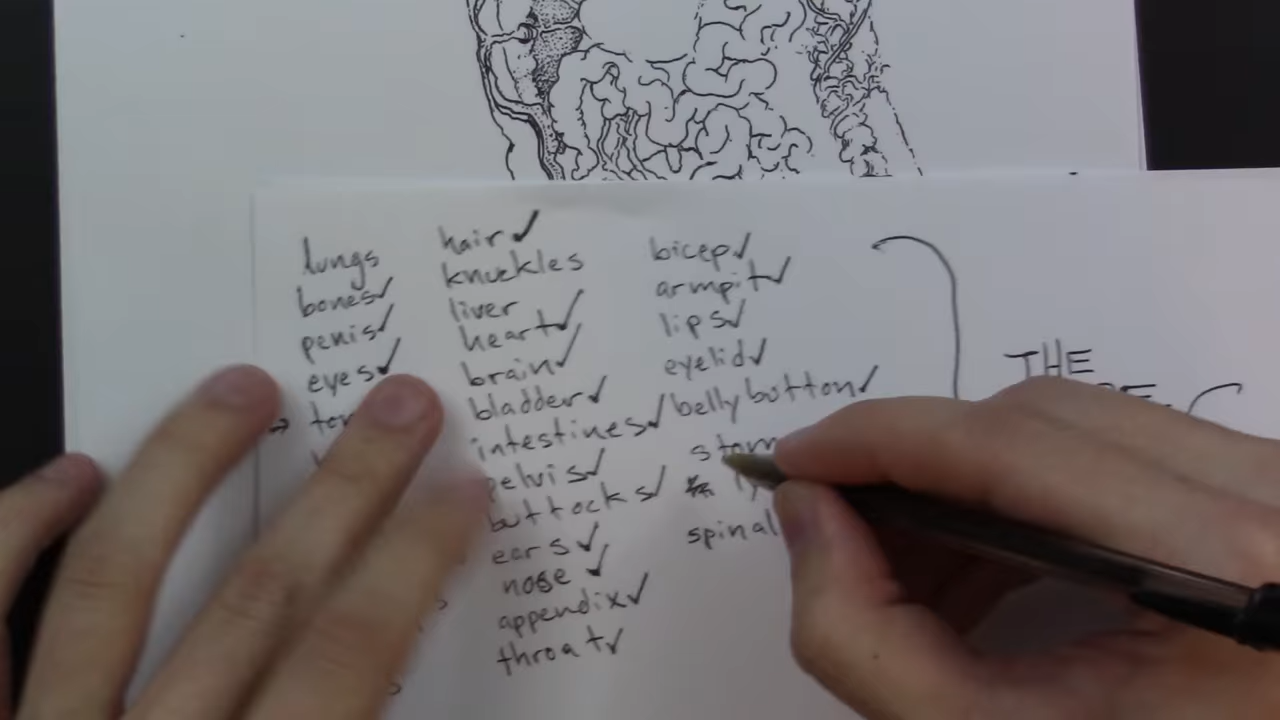 lungs
bones✓
penis✓
eyes✓
hair✓
knuckles
liver
heart✓
brain✓
bladder✓
intestines✓
pelvis✓
buttocks✓
ears✓
nose✓
appendix✓
throat✓
bicep✓
armpit✓
lips✓
eyelid✓
belly button✓
spinal
THE